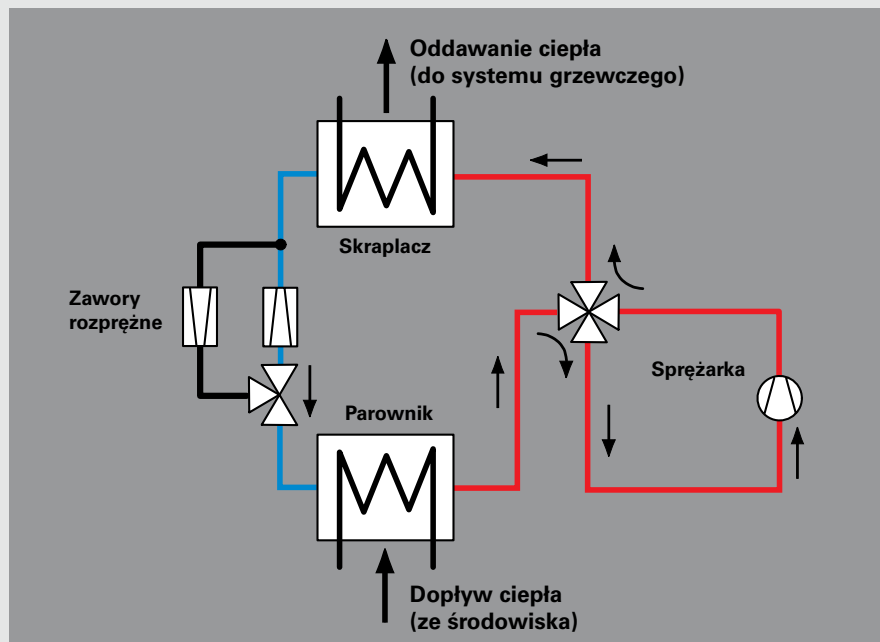 Oddawanie ciepła
(do systemu grzewczego)
Skraplacz
Zawory
rozprężne
Sprężarka
Parownik
Dopływ ciepła
(ze środowiska)